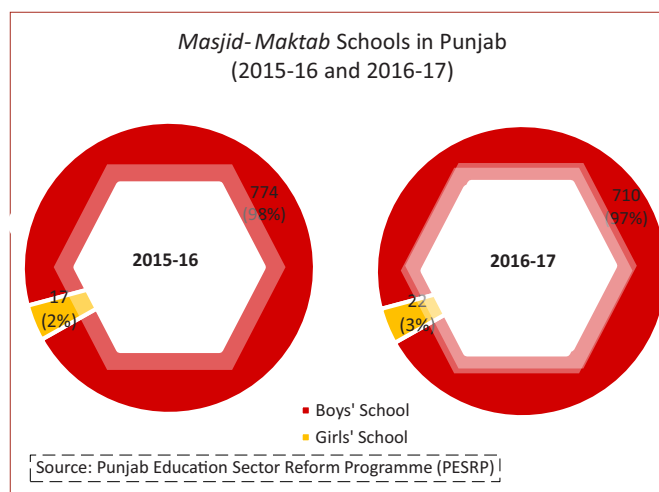 Masjid-Maktab Schools in Punjab
(2015-16 and 2016-17)
774
(98%)
2015-16
17
(2%)
710
(97%)
2016-17
22
(3%)
Boys' School
Girls' School
Source: Punjab Education Sector Reform Programme (PESRP)